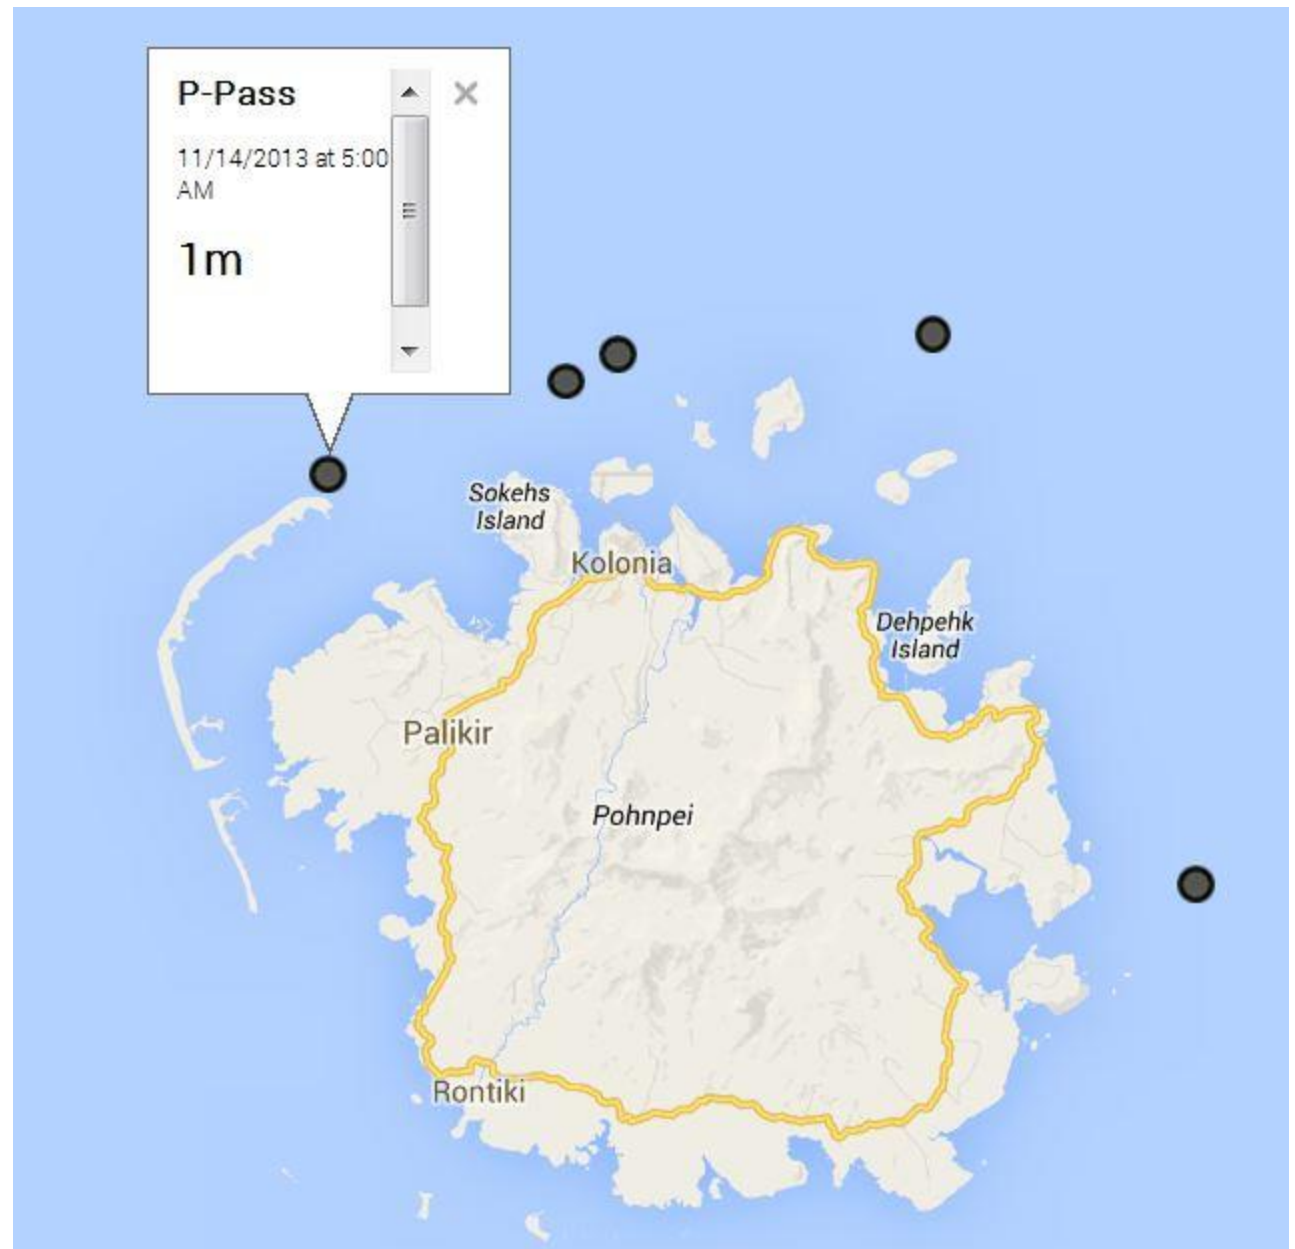 P-Pass
11/14/2013 at 5:00
AM
1m
Sokehs
Island
Kolonia
Dehpehk
Island
Palikir
Pohnpei
Rontiki